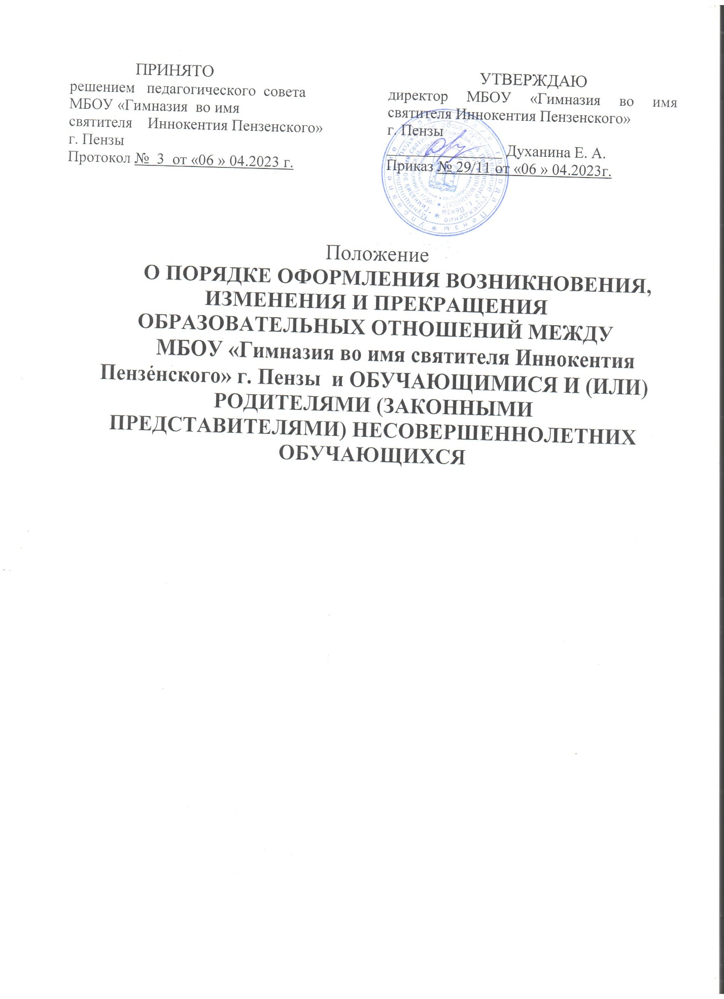 ПРИНЯТО
решением педагогического совета
МБОУ «Гимназия во имя
святителя Иннокентия Пензенского»
г. Пензы
Протокол № 3 от «06 » 04.2023 г.
УТВЕРЖДАЮ
директор МБОУ «Гимназия во имя
святителя Иннокентия Пензенского»
г. Пензы
Духанина Е. А.
Приказ № 29/11 от «06 » 04.2023г.
Положение
О ПОРЯДКЕ ОФОРМЛЕНИЯ ВОЗНИКНОВЕНИЯ,
ИЗМЕНЕНИЯ И ПРЕКРАЩЕНИЯ
ОБРАЗОВАТЕЛЬНЫХ ОТНОШЕНИЙ МЕЖДУ
МБОУ «Гимназия во имя святителя Иннокентия
Пензе́нского» г. Пензы и ОБУЧАЮЩИМИСЯ И (ИЛИ)
РОДИТЕЛЯМИ (ЗАКОННЫМИ
ПРЕДСТАВИТЕЛЯМИ) НЕСОВЕРШЕННОЛЕТНИХ
ОБУЧАЮЩИХСЯ
Управление города Пензы